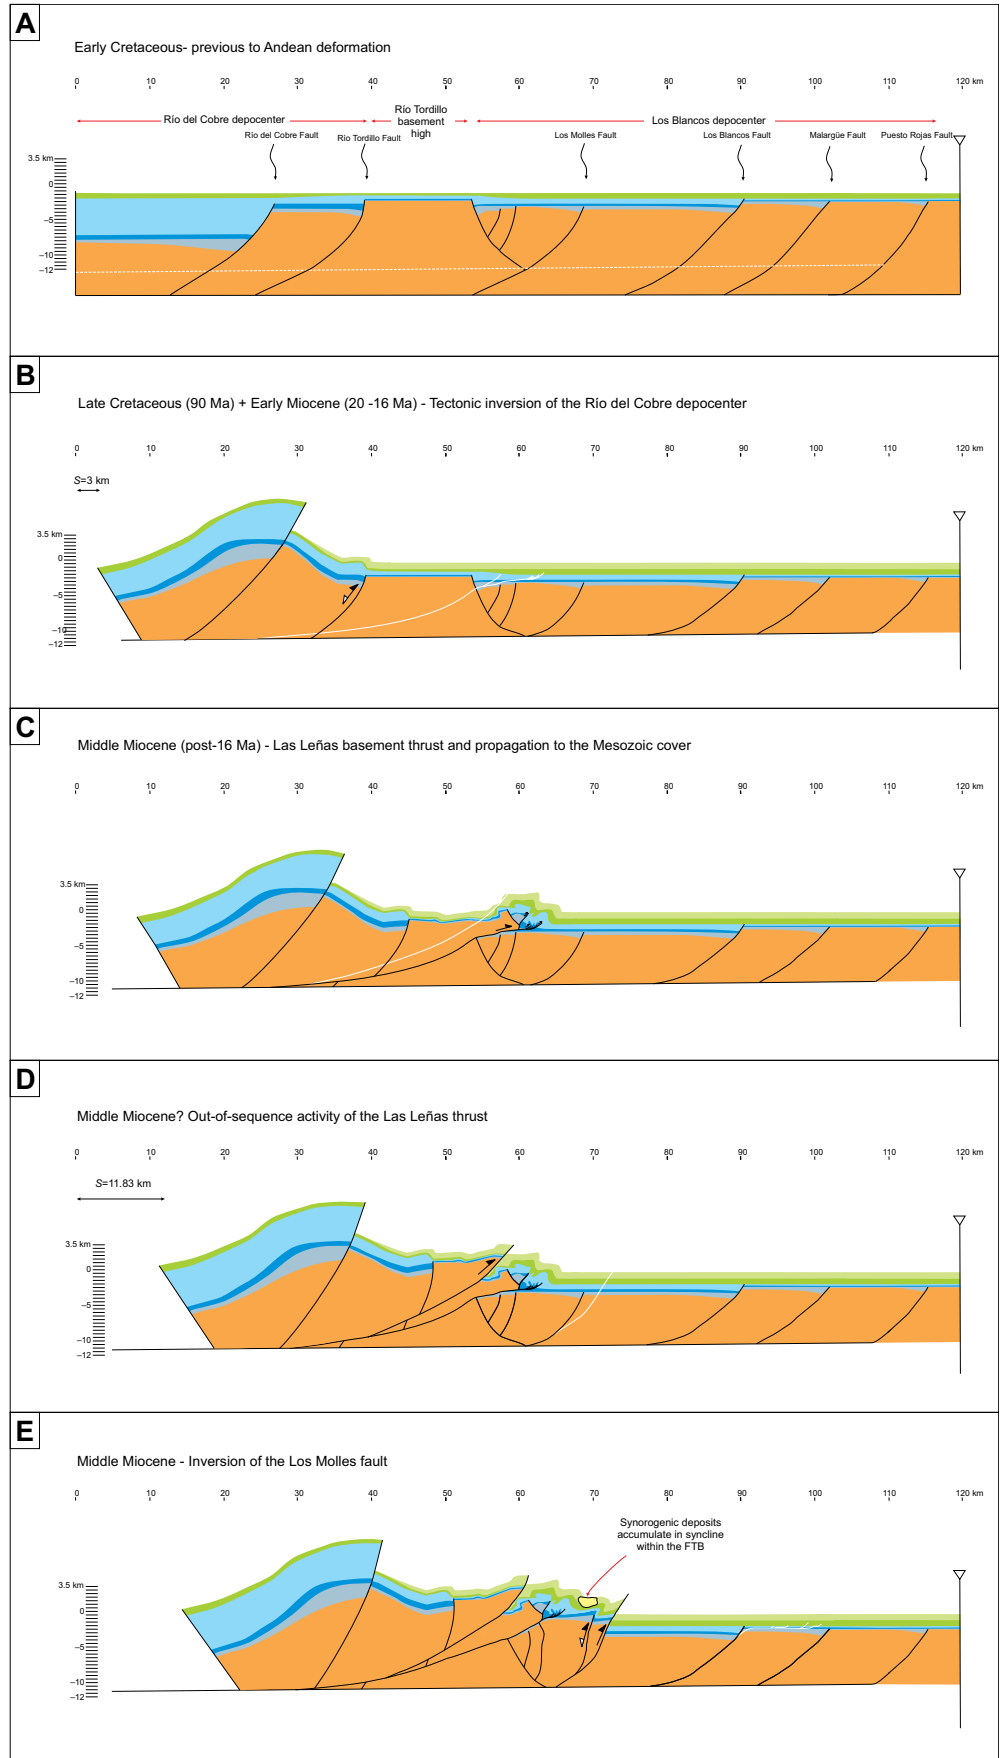 A
Early Cretaceous- previous to Andean deformation
0 10 20 30 40 50 60 70 80 90 100 110 120 km
Río del Cobre depocenter
Río Tordillo
basement
high
Los Blancos depocenter
Río del Cobre Fault
Río Tordillo Fault
Los Molles Fault
Los Blancos Fault
Malargüe Fault
Puesto Rojas Fault
3.5 km
0
–5
–10
–12
B
Late Cretaceous (90 Ma) + Early Miocene (20 -16 Ma) - Tectonic inversion of the Río del Cobre depocenter
0 10 20 30 40 50 60 70 80 90 100 110 120 km
S=3 km
3.5 km
0
–5
–10
–12
C
Middle Miocene (post-16 Ma) - Las Leñas basement thrust and propagation to the Mesozoic cover
0 10 20 30 40 50 60 70 80 90 100 110 120 km
3.5 km
0
–5
–10
–12
D
Middle Miocene? Out-of-sequence activity of the Las Leñas thrust
0 10 20 30 40 50 60 70 80 90 100 110 120 km
S=11.83 km
3.5 km
0
–5
–10
–12
E
Middle Miocene - Inversion of the Los Molles fault
0 10 20 30 40 50 60 70 80 90 100 110 120 km
Synorogenic deposits
accumulate in syncline
within the FTB
3.5 km
0
–5
–10
–12